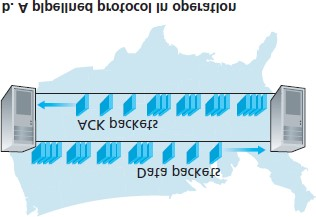 b. A pipelined protocol in operation
ACK packets
Data packets